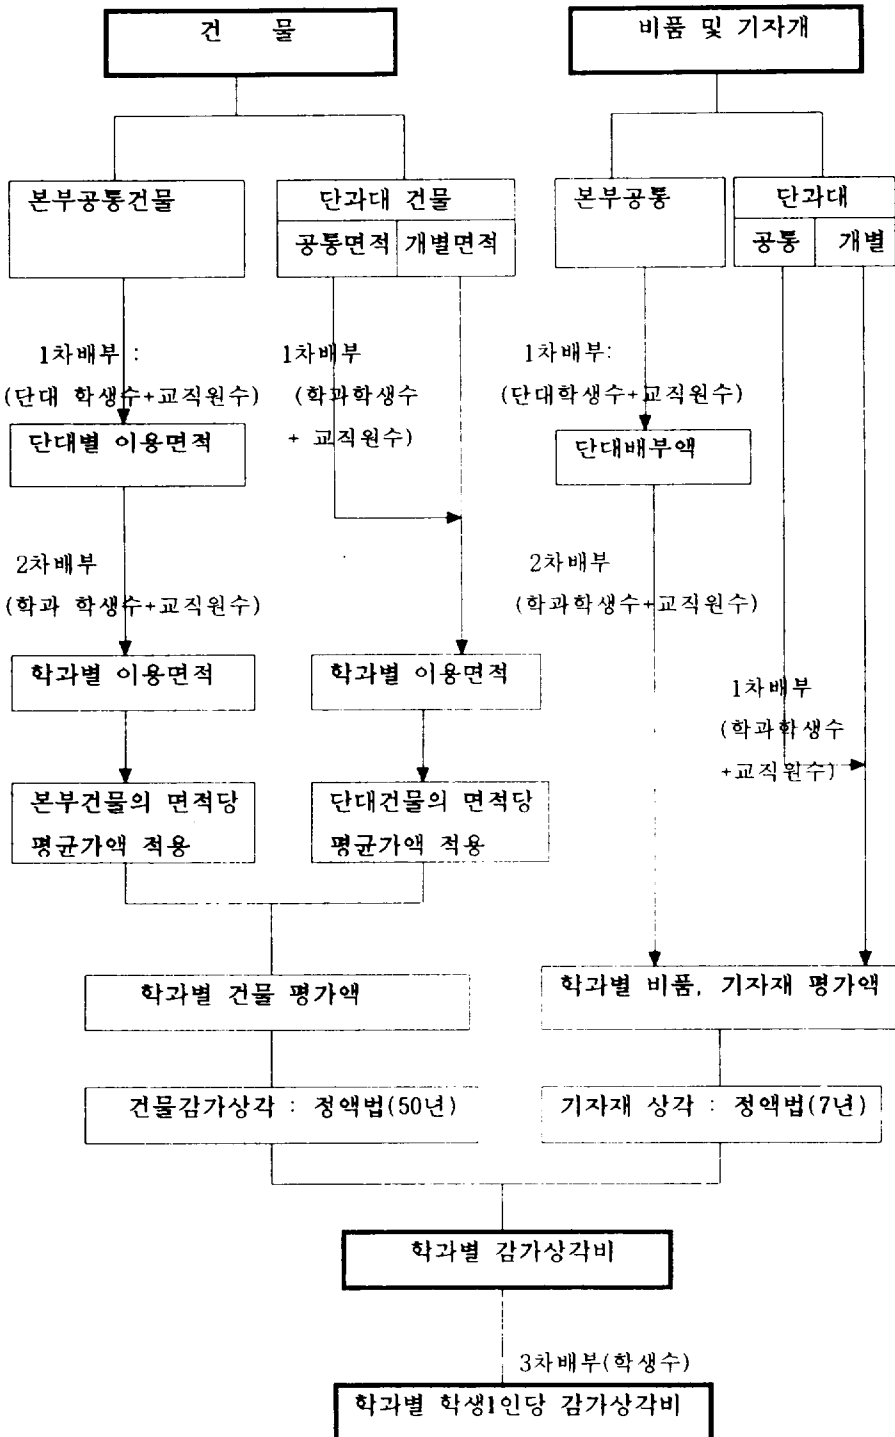 건 물
비품 및 기자개
본부공통건물
단과대 건물
공통면적 개별면적
본부공통
단과대
공통 개별
1차배부 :
(단대 학생수+교직원수)
1차배부
(학과학생수
+ 교직원수)
1차배부:
(단대학생수+교직원수)
단대별 이용면적
단대배부액
2차배부
(학과 학생수+교직원수)
2차배부
(학과학생수+교직원수)
학과별 이용면적
학과별 이용면적
1차배부
(학과학생수
+교직원수)
본부건물의 면적당
평균가액 적용
단대건물의 면적당
평균가액 적용
학과별 건물 평가액
학과별 비품, 기자재 평가액
건물감가상각 : 정액법(50년)
기자재 상각 : 정액법(7년)
학과별 감가상각비
3차배부(학생수)
학과별 학생1인당 감가상각비